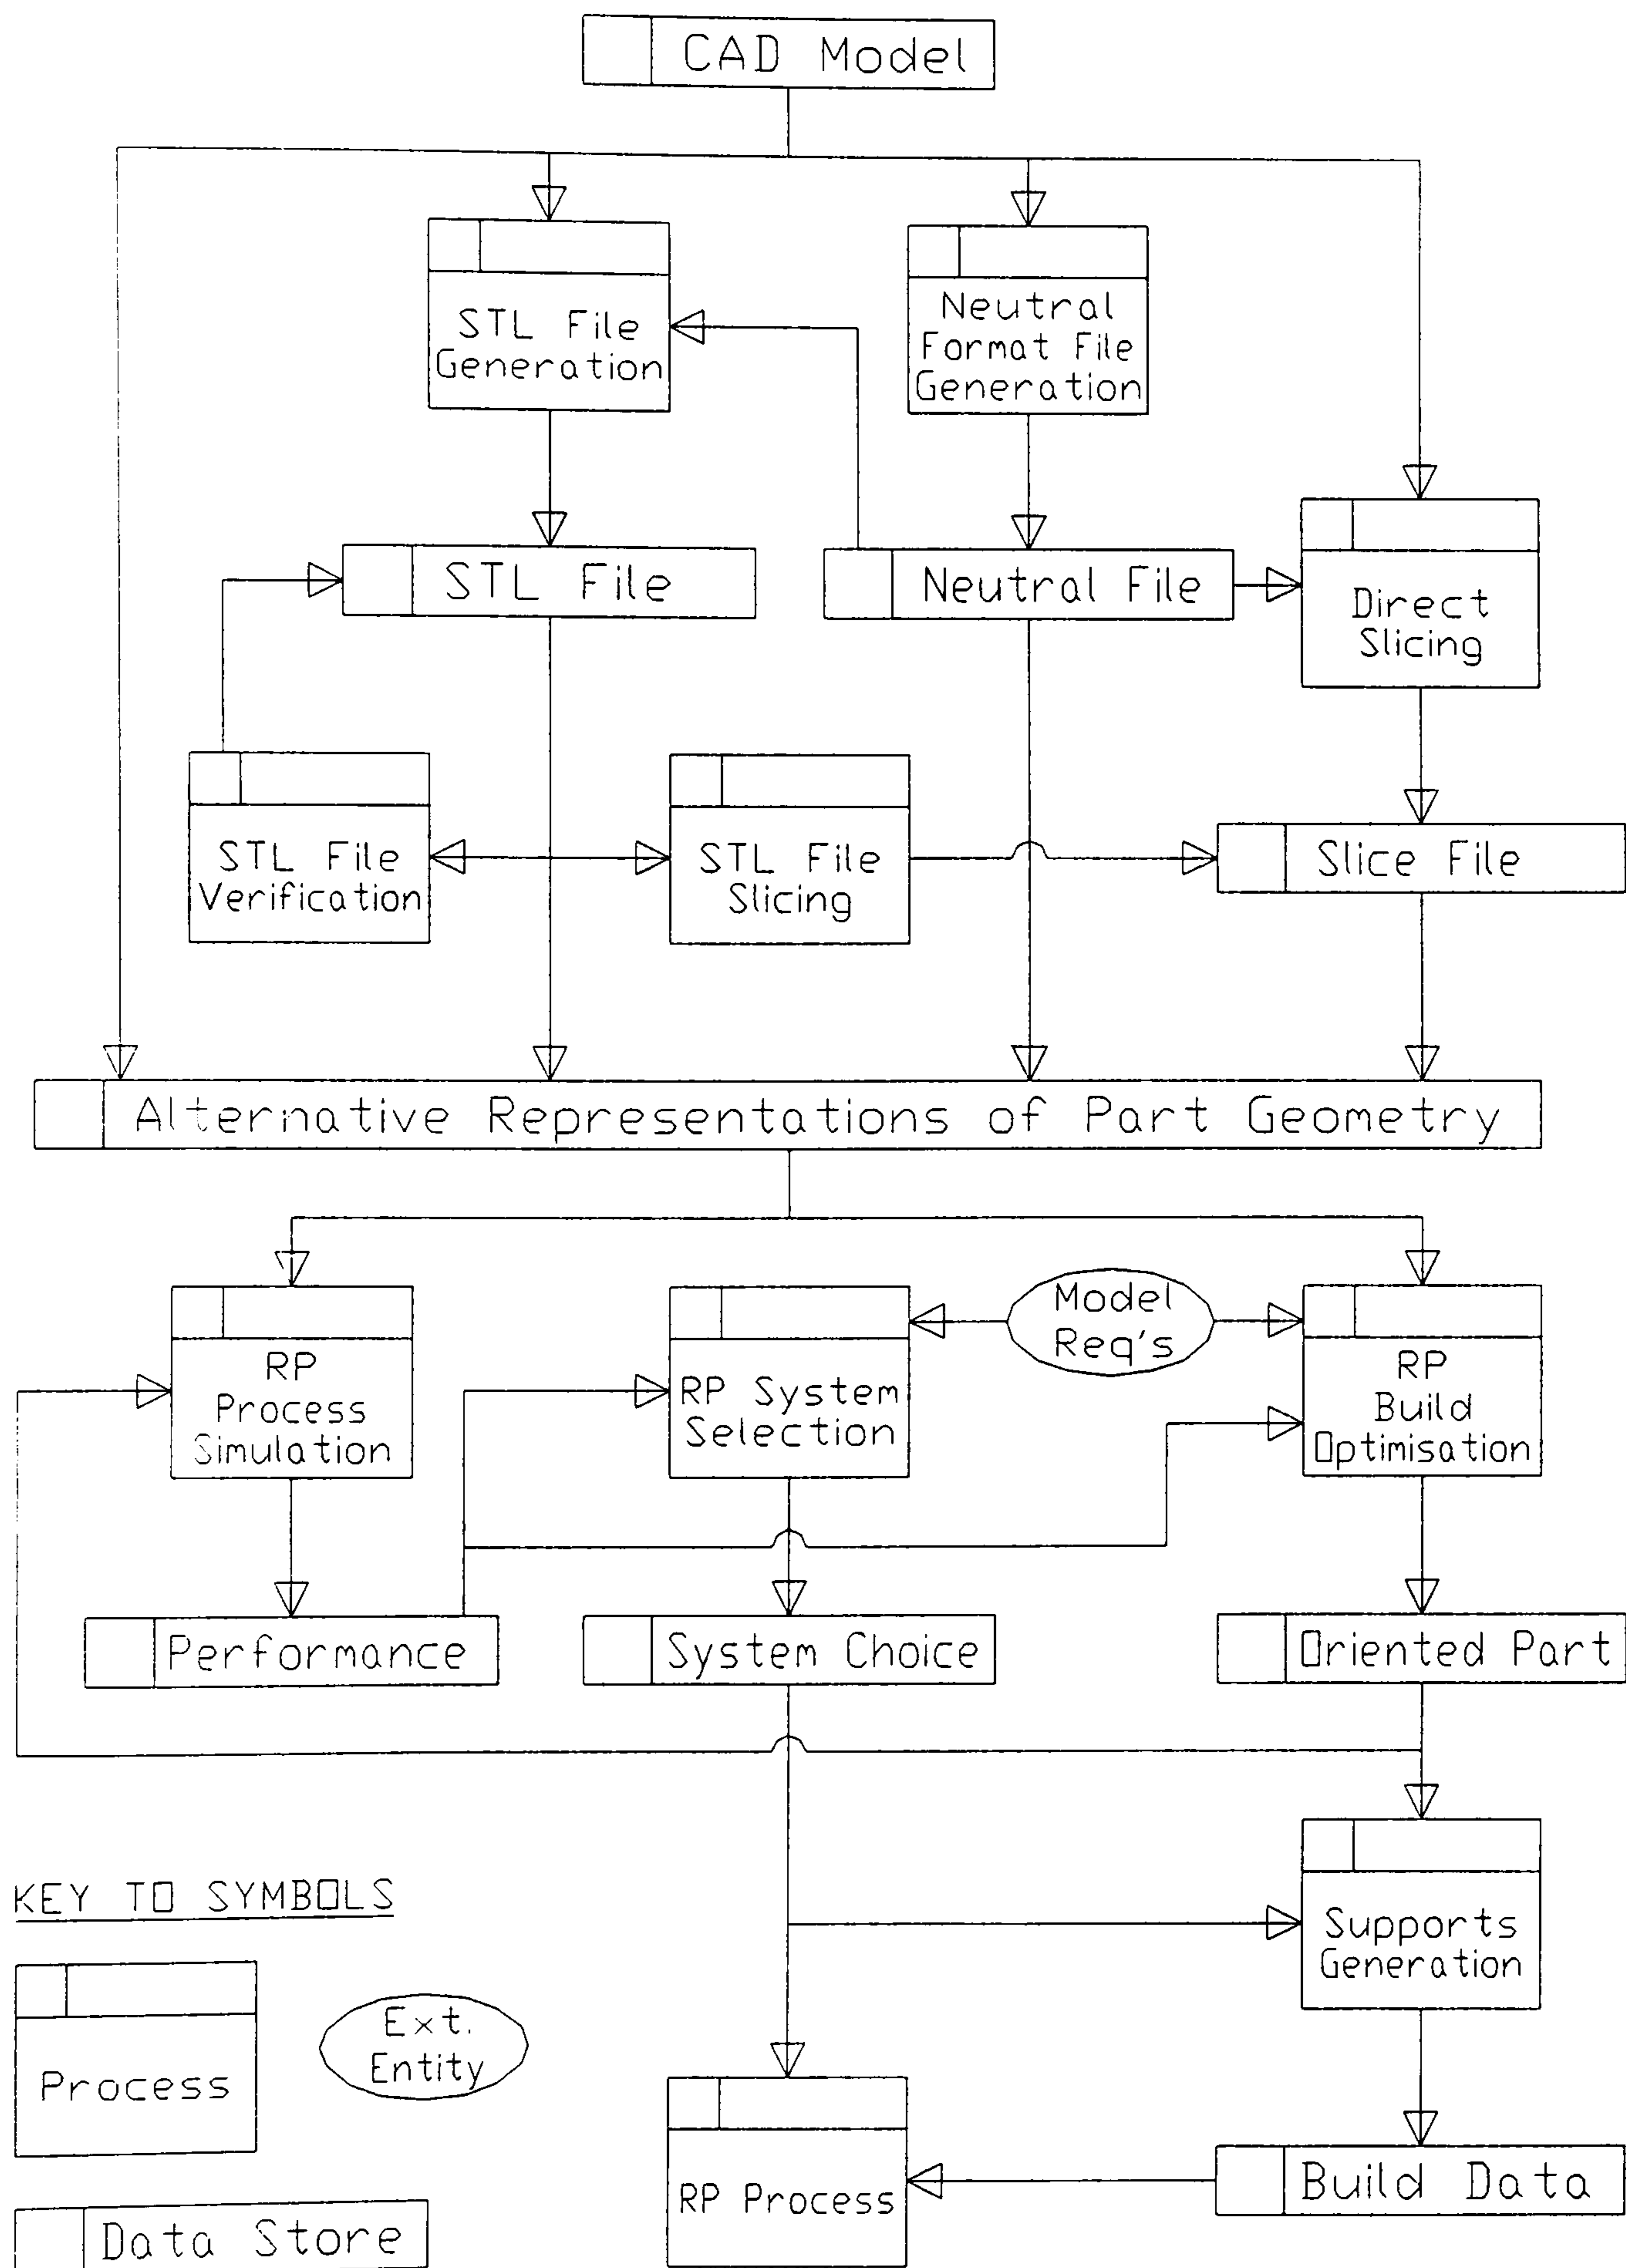 CAD Model
STL File
Generation
Neutral
Format File
Generation
STL File
Neutral File
Direct
Slicing
STL File
Verification
STL File
Slicing
Slice File
Alternative Representations of Part Geometry
RP
Process
Simulation
RP System
Selection
Model
Req's
RP
Build
Optimisation
Performance
System Choice
Oriented Part
KEY TO SYMBOLS
Supports
Generation
Process
Ext.
Entity
RP Process
Build Data
Data Store